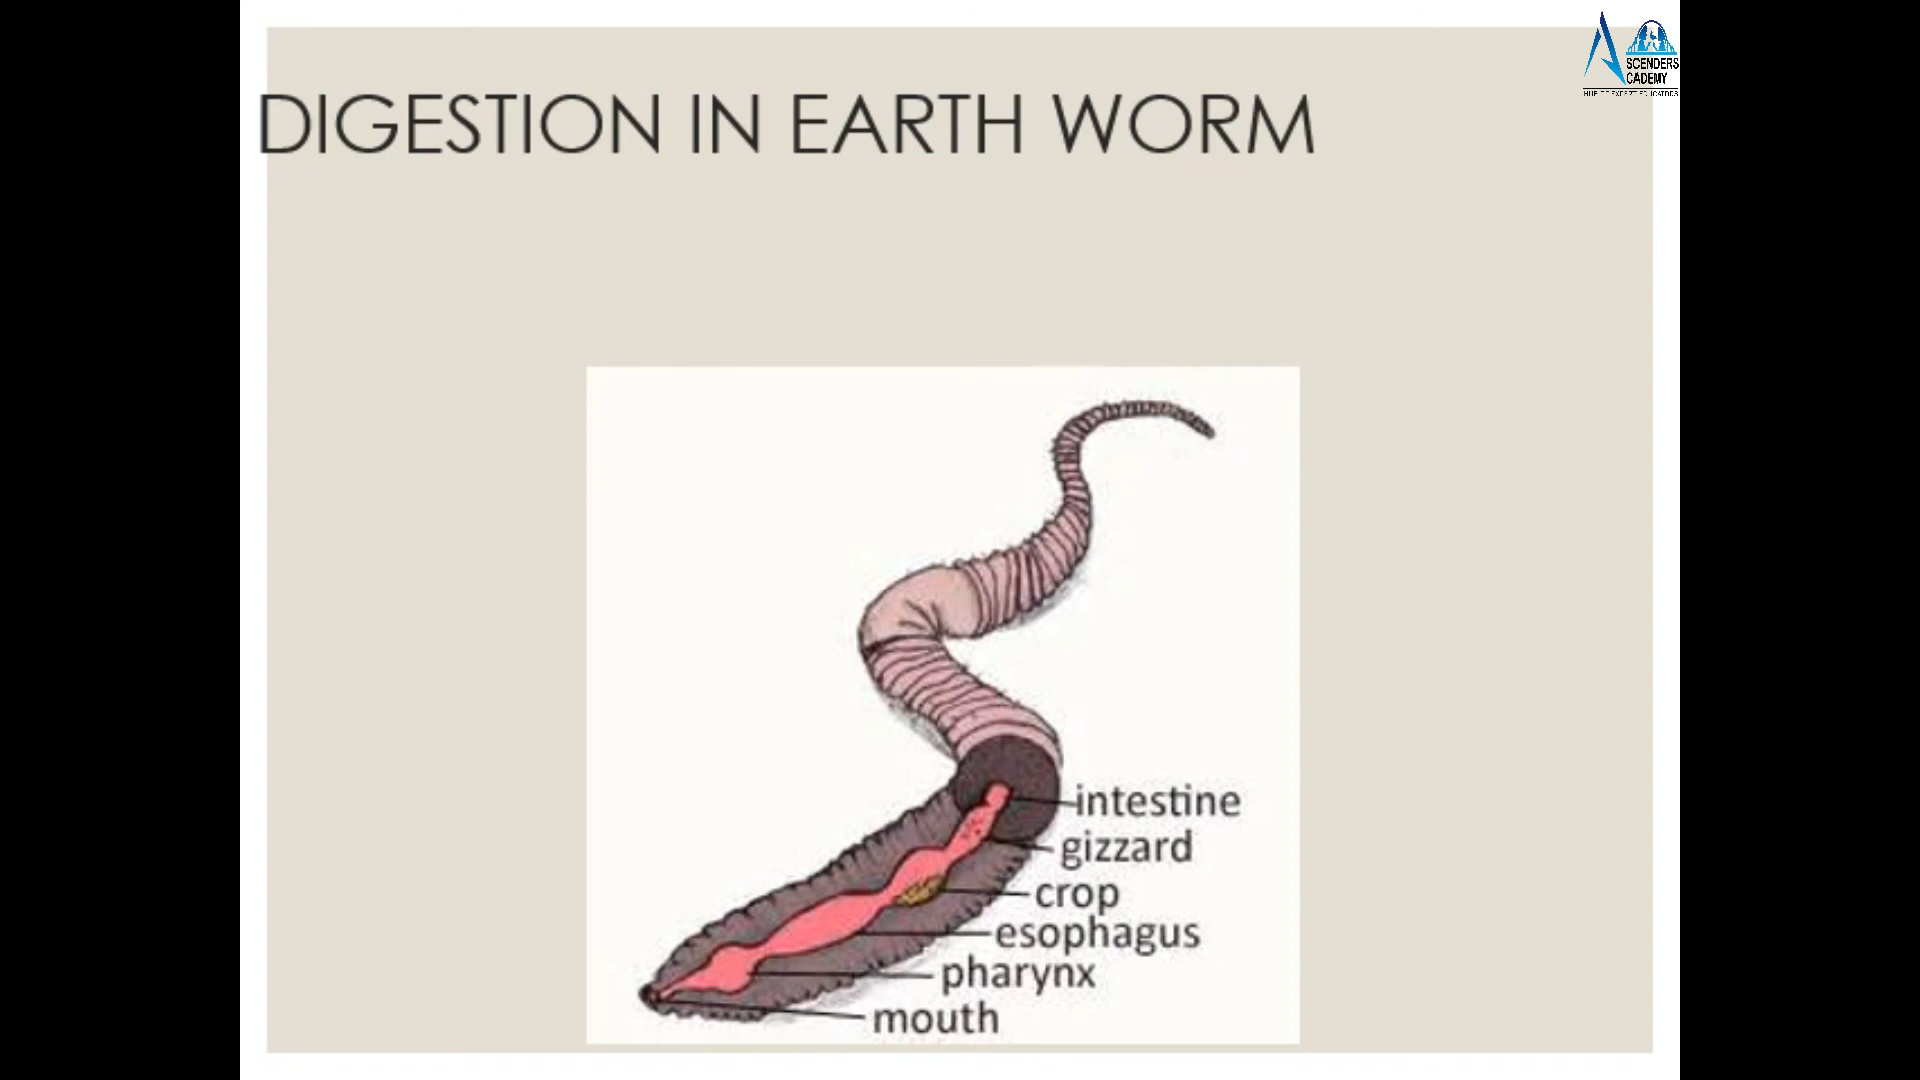 SCENDERS
CADEMY
DIGESTION IN EARTH WORM
intestine
gizzard
crop
esophagus
pharynx
mouth